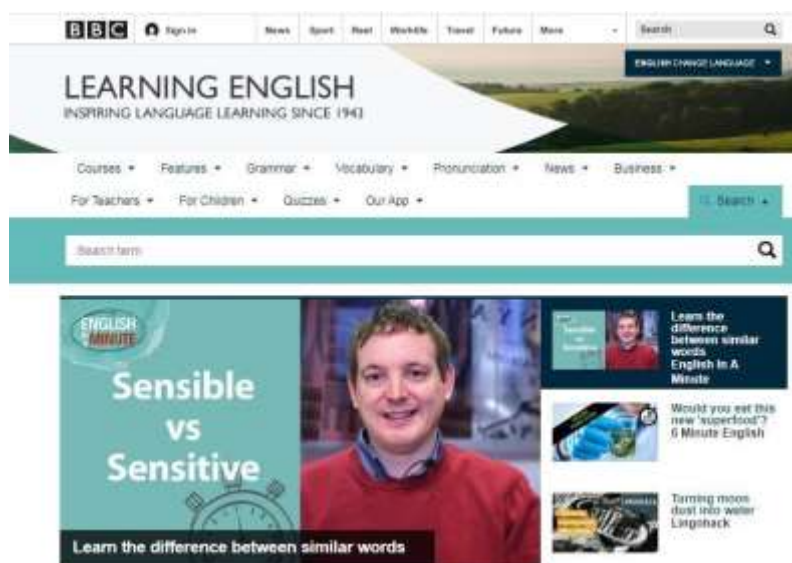 BBC Sign in News Sport Reel Worklife Travel Future More Search
ENGLISH CHANGE LANGUAGE
LEARNING ENGLISH
INSPIRING LANGUAGE LEARNING SINCE 1943
Courses Features Grammar Vocabulary Pronunciation News Business
For Teachers For Children Quizzes Our App Search
Search term
ENGLISH
MINUTE
Sensible
vs
Sensitive
Learn the difference between similar words
Learn the
difference
between similar
words
English In A
Minute
Sensible
vs
Sensitive
Would you eat this
new 'superfood'?
6 Minute English
Turning moon
dust into water
Lingohack